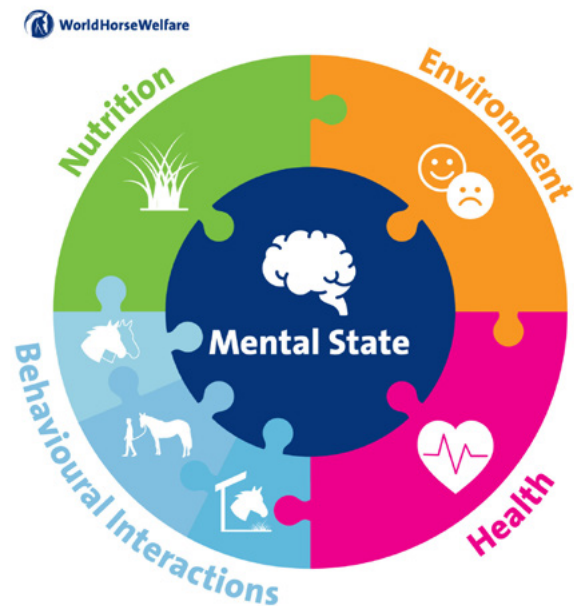 WorldHorseWelfare
Nutrition
Environment
Mental State
Behavioural Interactions
Health